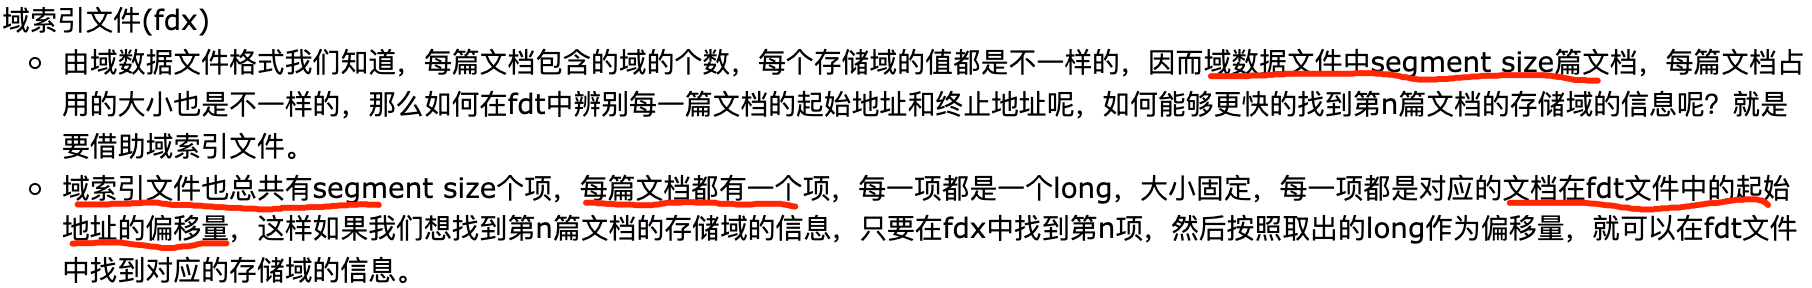 域索引文件(fdx)
由域数据文件格式我们知道，每篇文档包含的域的个数，每个存储域的值都是不一样的，因而域数据文件中segment size篇文档，每篇文档占
用的大小也是不一样的，那么如何在fdt中辨别每一篇文档的起始地址和终止地址呢，如何能够更快的找到第n篇文档的存储域的信息呢？就是
要借助域索引文件。
域索引文件也总共有segment size个项，每篇文档都有一个项，每一项都是一个long，大小固定，每一项都是对应的文档在fdt文件中的起始
地址的偏移量，这样如果我们想找到第n篇文档的存储域的信息，只要在fdx中找到第n项，然后按照取出的long作为偏移量，就可以在fdt文件
中找到对应的存储域的信息。